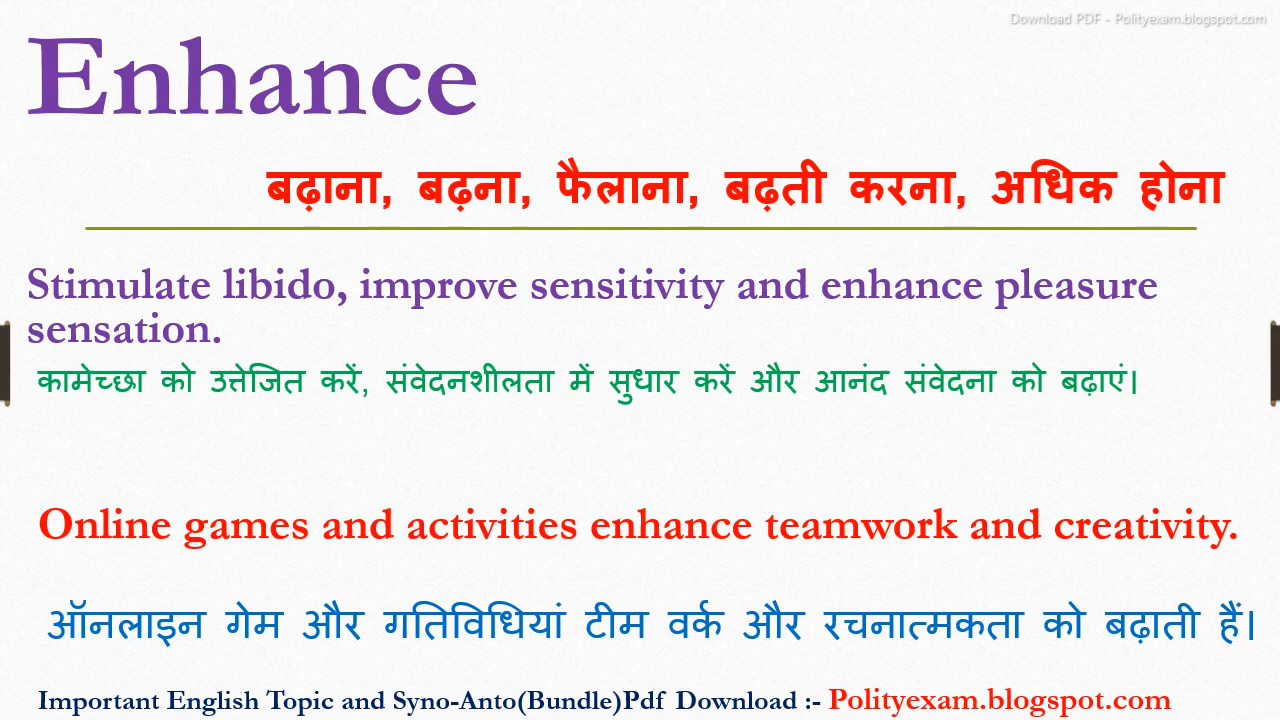 Download PDF - Polityexam.blogspot.com
Enhance
बढ़ाना, बढ़ना, फैलाना, बढ़ती करना, अधिक होना
Stimulate libido, improve sensitivity and enhance pleasure
sensation.
कामेच्छा को उत्तेजित करें, संवेदनशीलता में सुधार करें और आनंद संवेदना को बढ़ाएं।
Online games and activities enhance teamwork and creativity.
ऑनलाइन गेम और गतिविधियां टीम वर्क और रचनात्मकता को बढ़ाती हैं।
Important English Topic and Syno-Anto(Bundle)Pdf Download :- Polityexam.blogspot.com